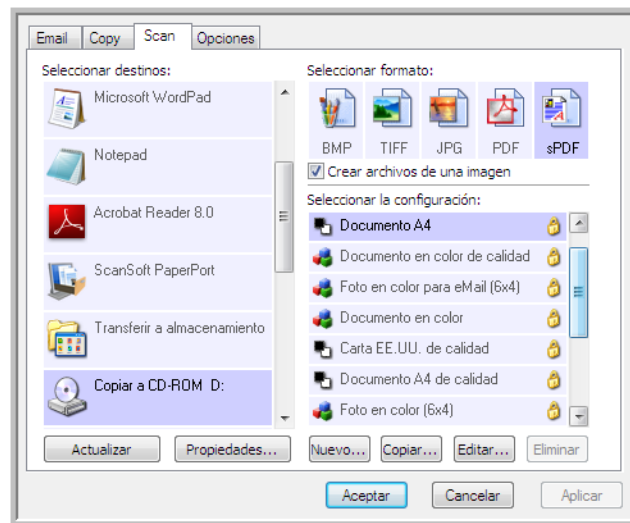 Email Copy Scan Opciones
Seleccionar destinos:
Microsoft WordPad
Notepad
Acrobat Reader 8.0
ScanSoft PaperPort
Transferir a almacenamiento
Copiar a CD-ROM D:
Actualizar Propiedades...
Seleccionar formato:
BMP TIFF JPG PDF sPDF
Crear archivos de una imagen
Seleccionar la configuración:
Documento A4
Documento en color de calidad
Foto en color para eMail (6x4)
Documento en color
Carta EE.UU. de calidad
Documento A4 de calidad
Foto en color (6x4)
Nuevo... Copiar... Editar... Eliminar
Aceptar Cancelar Aplicar